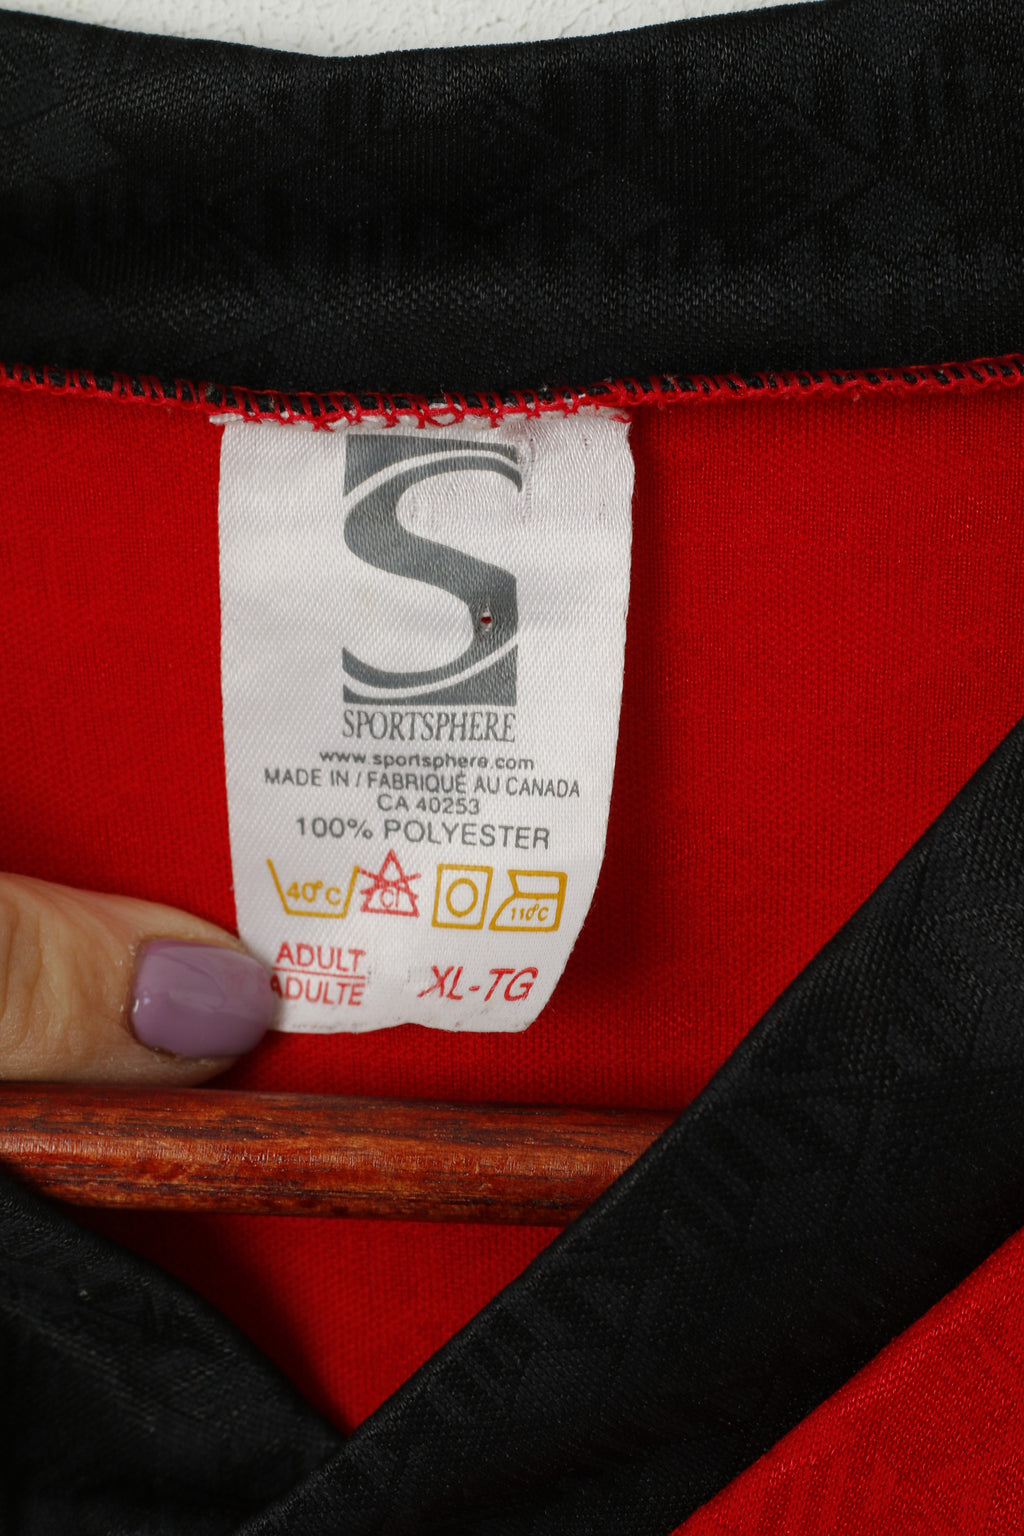 S
SPORTSPHERE
www.sportsphere.com
MADE IN / FABRIQUÉ AU CANADA
CA 40253
100% POLYESTER
40°C Cl 110°C
ADULT
ADULTE XL-TG